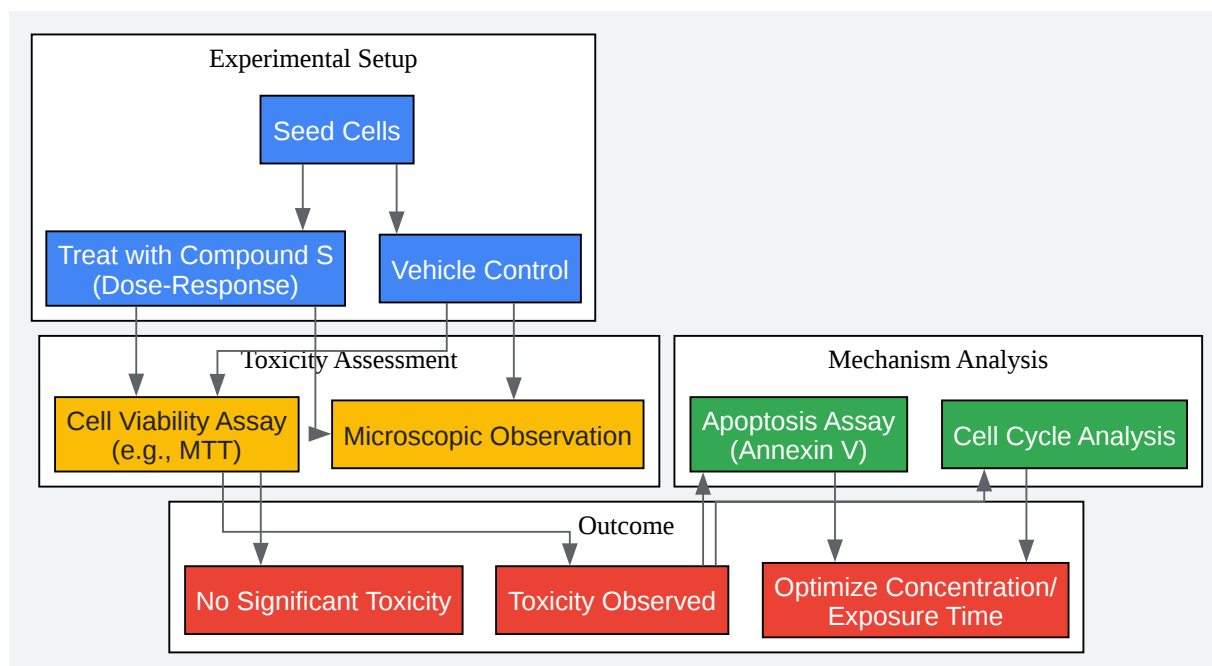 Experimental Setup
Seed Cells
Treat with Compound S
(Dose-Response)
Vehicle Control
Toxicity Assessment
Cell Viability Assay
(e.g., MTT)
Microscopic Observation
Mechanism Analysis
Apoptosis Assay
(Annexin V)
Cell Cycle Analysis
Outcome
No Significant Toxicity
Toxicity Observed
Optimize Concentration/
Exposure Time